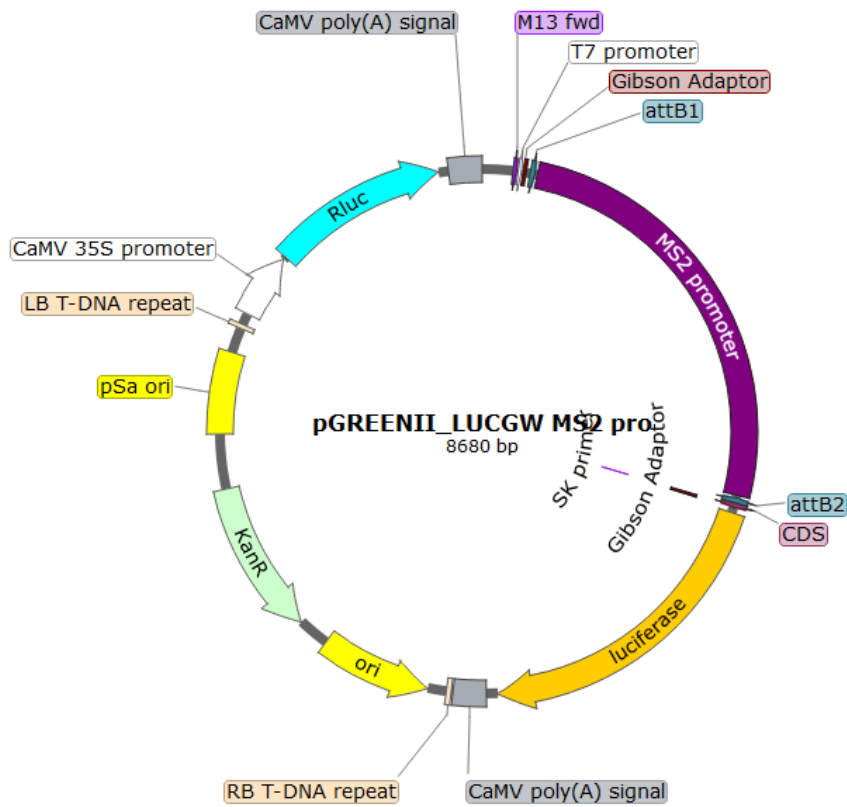 CaMV poly(A) signal
M13 fwd
T7 promoter
Gibson Adaptor
attB1
Rluc
MS2 promoter
CaMV 35S promoter
LB T-DNA repeat
pSa ori
pGREENII_LUCGW MS2 pro
8680 bp
SK primer
Gibson Adaptor
attB2
CDS
KanR
luciferase
ori
RB T-DNA repeat
CaMV poly(A) signal